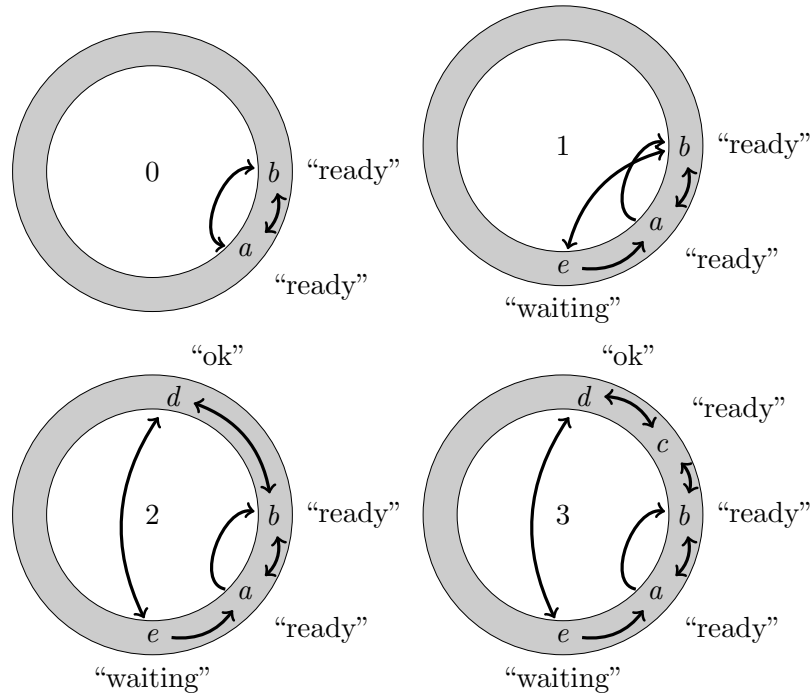 0
b
“ready”
a
“ready”
1
b
“ready”
a
“ready”
e
“waiting”
“ok”
d
2
b
“ready”
a
“ready”
e
“waiting”
“ok”
d
“ready”
c
3
b
“ready”
a
“ready”
e
“waiting”